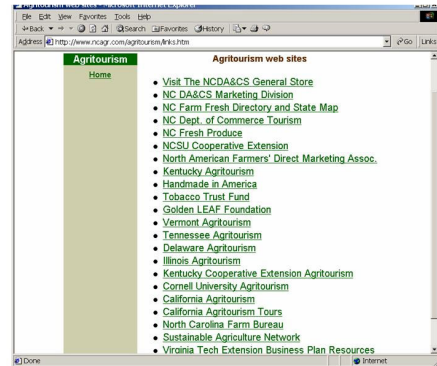 Agritourism web sites - Microsoft Internet Explorer
File Edit View Favorites Tools Help
Back Search Favorites History
Address http://www.ncagr.com/agritourism/links.htm Go Links
Agritourism
Home
Agritourism web sites
Visit The NCDA&CS General Store
NC DA&CS Marketing Division
NC Farm Fresh Directory and State Map
NC Dept. of Commerce Tourism
NC Fresh Produce
NCSU Cooperative Extension
North American Farmers' Direct Marketing Assoc.
Kentucky Agritourism
Handmade in America
Tobacco Trust Fund
Golden LEAF Foundation
Vermont Agritourism
Tennessee Agritourism
Delaware Agritourism
Illinois Agritourism
Kentucky Cooperative Extension Agritourism
Cornell University Agritourism
California Agritourism
California Agritourism Tours
North Carolina Farm Bureau
Sustainable Agriculture Network
Virginia Tech Extension Business Plan Resources
Done Internet